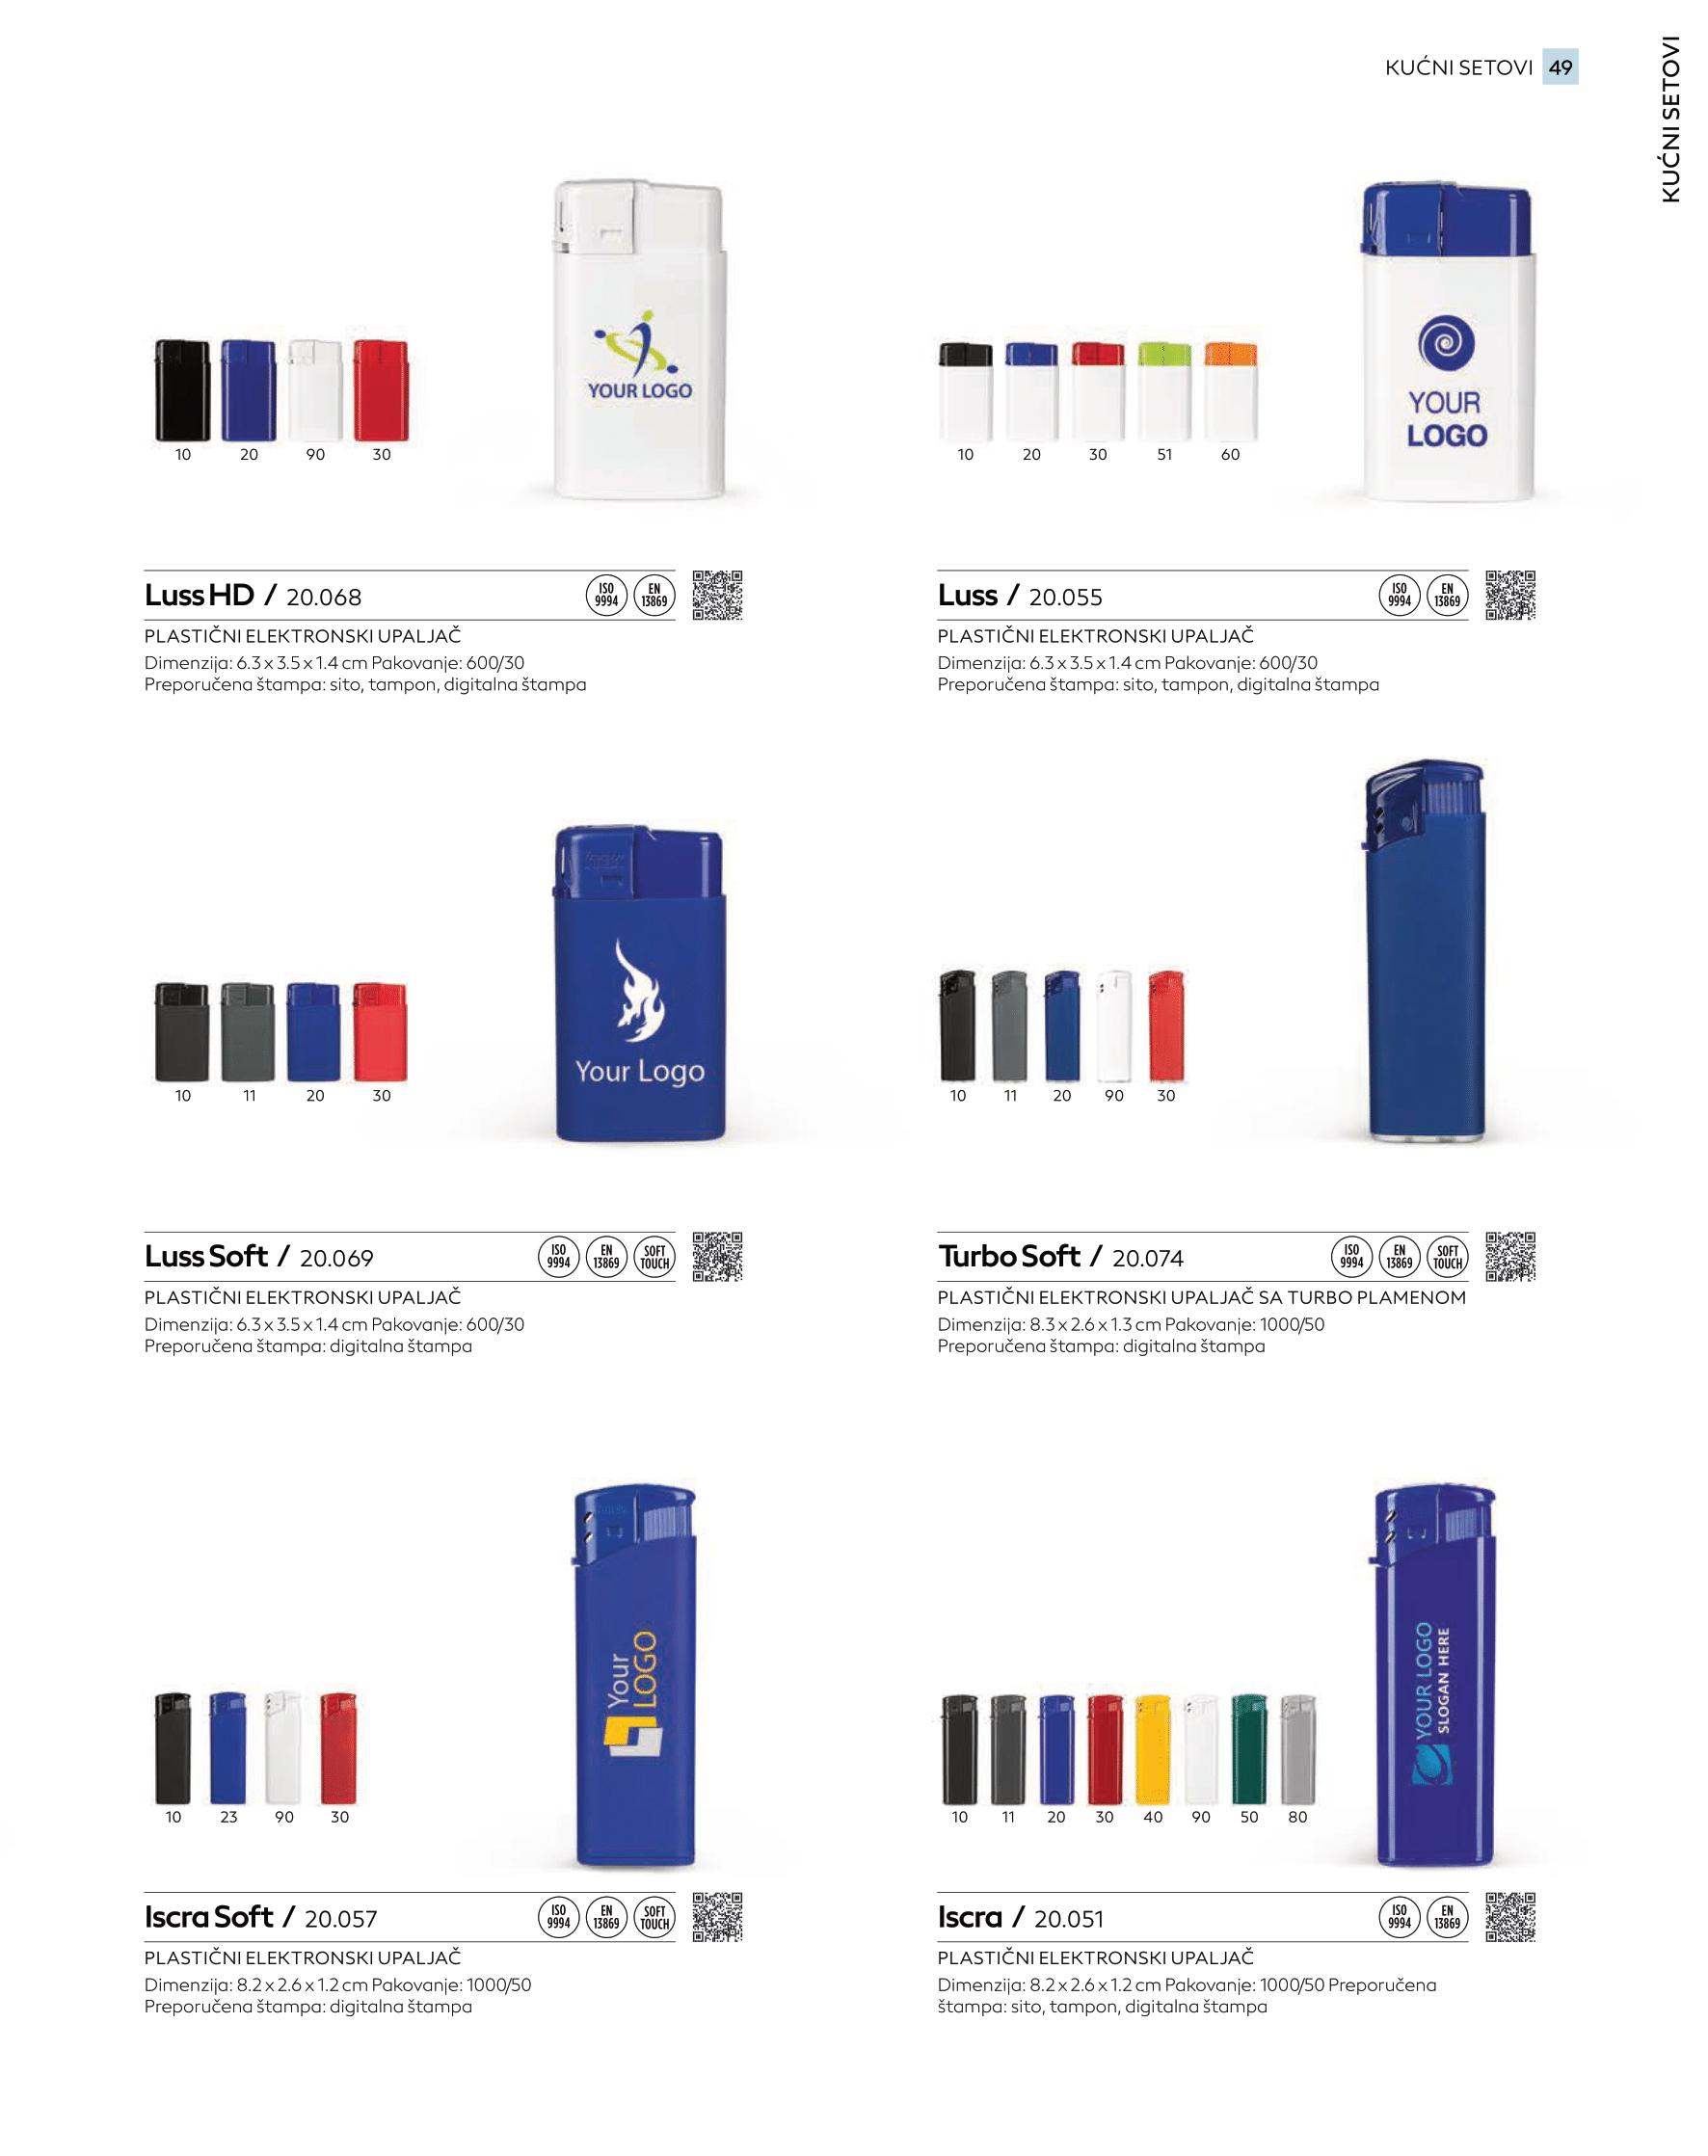 KUĆNI SETOVI 49
KUĆNI SETOVI
YOUR LOGO
10 20 90 30
YOUR
LOGO
10 20 30 51 60
Luss HD / 20.068
ISO 9994
EN 13869
PLASTIČNI ELEKTRONSKI UPALJAČ
Dimenzija: 6.3 x 3.5 x 1.4 cm Pakovanje: 600/30
Preporučena štampa: sito, tampon, digitalna štampa
Luss / 20.055
ISO 9994
EN 13869
PLASTIČNI ELEKTRONSKI UPALJAČ
Dimenzija: 6.3 x 3.5 x 1.4 cm Pakovanje: 600/30
Preporučena štampa: sito, tampon, digitalna štampa
Your Logo
10 11 20 30
10 11 20 90 30
Luss Soft / 20.069
ISO 9994
EN 13869
SOFT TOUCH
PLASTIČNI ELEKTRONSKI UPALJAČ
Dimenzija: 6.3 x 3.5 x 1.4 cm Pakovanje: 600/30
Preporučena štampa: digitalna štampa
Turbo Soft / 20.074
ISO 9994
EN 13869
SOFT TOUCH
PLASTIČNI ELEKTRONSKI UPALJAČ SA TURBO PLAMENOM
Dimenzija: 8.3 x 2.6 x 1.3 cm Pakovanje: 1000/50
Preporučena štampa: digitalna štampa
Your
LOGO
10 23 90 30
YOUR LOGO
SLOGAN HERE
10 11 20 30 40 90 50 80
Iscra Soft / 20.057
ISO 9994
EN 13869
SOFT TOUCH
PLASTIČNI ELEKTRONSKI UPALJAČ
Dimenzija: 8.2 x 2.6 x 1.2 cm Pakovanje: 1000/50
Preporučena štampa: digitalna štampa
Iscra / 20.051
ISO 9994
EN 13869
PLASTIČNI ELEKTRONSKI UPALJAČ
Dimenzija: 8.2 x 2.6 x 1.2 cm Pakovanje: 1000/50 Preporučena
štampa: sito, tampon, digitalna štampa